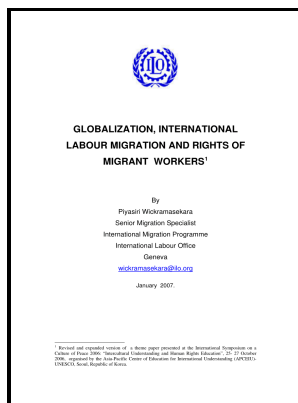 ILO
GLOBALIZATION, INTERNATIONAL
LABOUR MIGRATION AND RIGHTS OF
MIGRANT WORKERS¹
By
Piyasiri Wickramasekara
Senior Migration Specialist
International Migration Programme
International Labour Office
Geneva
wickramasekara@ilo.org
January 2007.
¹ Revised and expanded version of a theme paper presented at the International Symposium on a
Culture of Peace 2006: "Intercultural Understanding and Human Rights Education", 25- 27 October
2006, organised by the Asia-Pacific Center of Education for International Understanding (APCEIU)-
UNESCO, Seoul, Republic of Korea.